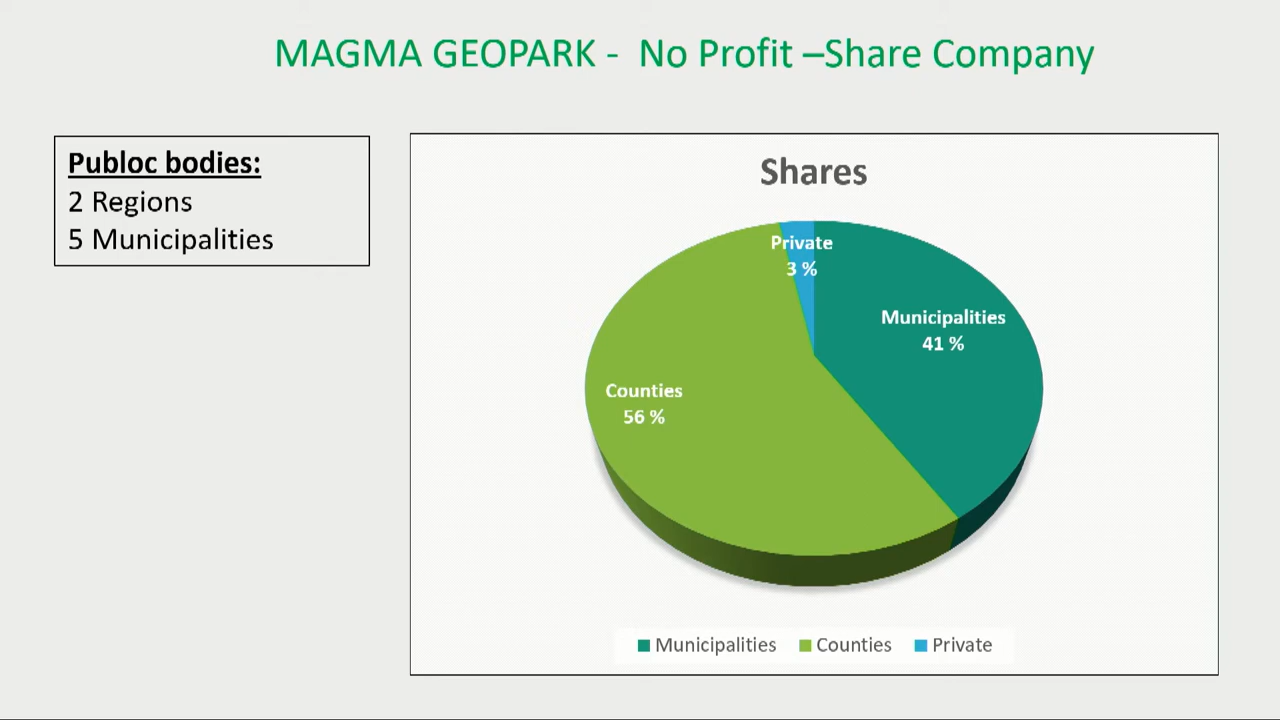 MAGMA GEOPARK - No Profit –Share Company
Publoc bodies:
2 Regions
5 Municipalities
Shares
Private
3 %
Municipalities
41 %
Counties
56 %
Municipalities Counties Private